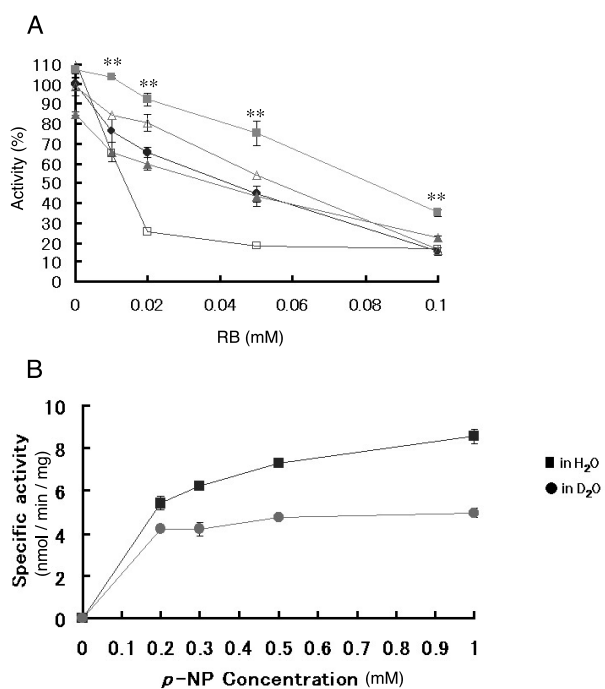 A
110
100
90
80
70
60
50
40
30
20
10
0
Activity (%)
**
**
**
**
0 0.02 0.04 0.06 0.08 0.1
RB (mM)
B
10
8
6
4
2
0
Specific activity
(nmol / min / mg)
0 0.1 0.2 0.3 0.4 0.5 0.6 0.7 0.8 0.9 1
p-NP Concentration (mM)
in H₂O
in D₂O